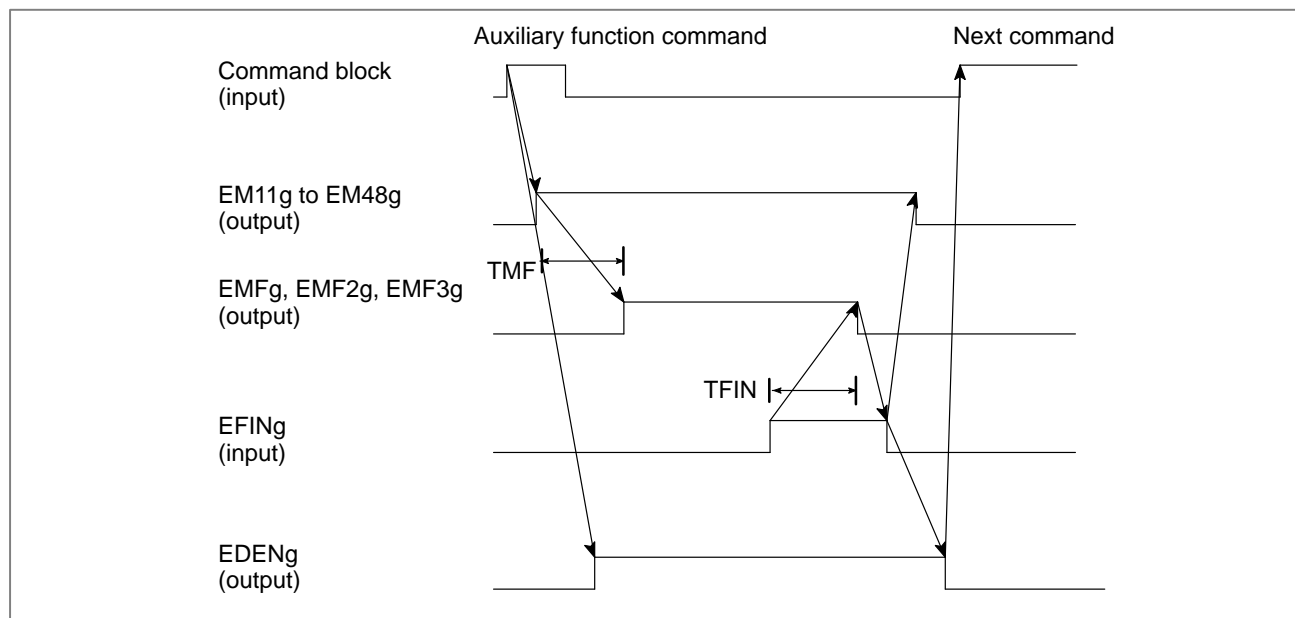 Auxiliary function command
Next command
Command block
(input)
EM11g to EM48g
(output)
TMF
EMFg, EMF2g, EMF3g
(output)
TFIN
EFINg
(input)
EDENg
(output)